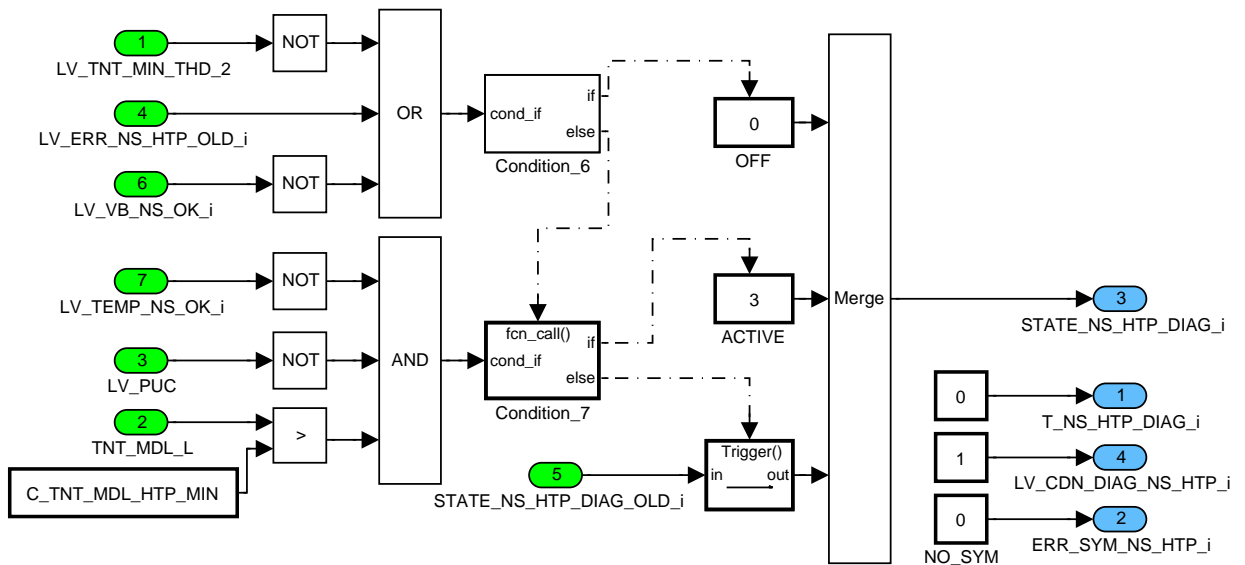 1
LV_TNT_MIN_THD_2
NOT
4
LV_ERR_NS_HTP_OLD_i
6
LV_VB_NS_OK_i
NOT
OR
cond_if
if
else
Condition_6
0
OFF
7
LV_TEMP_NS_OK_i
NOT
3
LV_PUC
NOT
2
TNT_MDL_L
>
C_TNT_MDL_HTP_MIN
AND
fcn_call()
cond_if
if
else
Condition_7
3
ACTIVE
5
STATE_NS_HTP_DIAG_OLD_i
Trigger()
in
out
Merge
3
STATE_NS_HTP_DIAG_i
0
1
T_NS_HTP_DIAG_i
1
4
LV_CDN_DIAG_NS_HTP_i
0
NO_SYM
2
ERR_SYM_NS_HTP_i